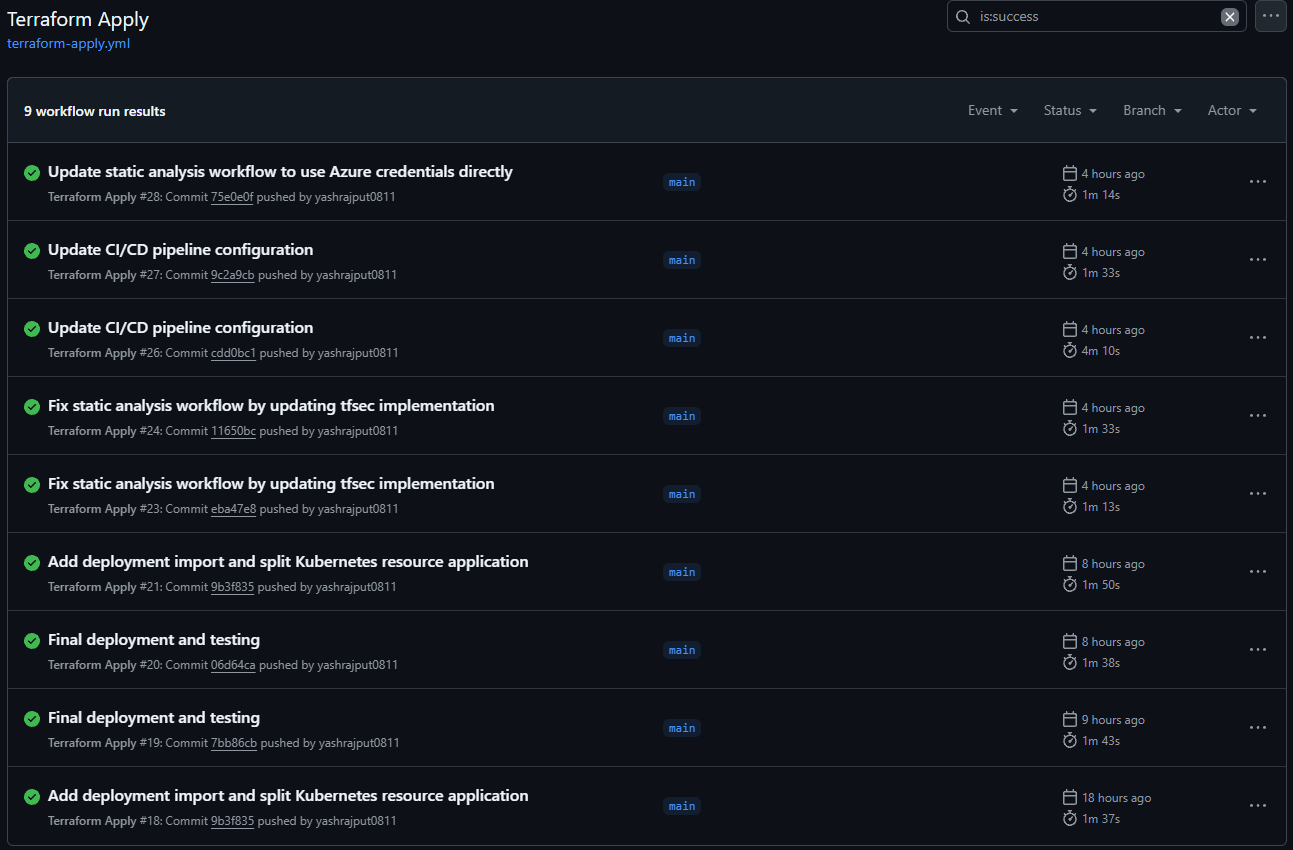 Terraform Apply
is:success
terraform-apply.yml
9 workflow run results
Event Status Branch Actor
Update static analysis workflow to use Azure credentials directly
main
4 hours ago
Terraform Apply #28: Commit 75e0e0f pushed by yashrajput0811
1m 14s
Update CI/CD pipeline configuration
main
4 hours ago
Terraform Apply #27: Commit 9c2a9cb pushed by yashrajput0811
1m 33s
Update CI/CD pipeline configuration
main
4 hours ago
Terraform Apply #26: Commit cdd0bc1 pushed by yashrajput0811
4m 10s
Fix static analysis workflow by updating tfsec implementation
main
4 hours ago
Terraform Apply #24: Commit 11650bc pushed by yashrajput0811
1m 33s
Fix static analysis workflow by updating tfsec implementation
main
4 hours ago
Terraform Apply #23: Commit eba47e8 pushed by yashrajput0811
1m 13s
Add deployment import and split Kubernetes resource application
main
8 hours ago
Terraform Apply #21: Commit 9b3f835 pushed by yashrajput0811
1m 50s
Final deployment and testing
main
8 hours ago
Terraform Apply #20: Commit 06d64ca pushed by yashrajput0811
1m 38s
Final deployment and testing
main
9 hours ago
Terraform Apply #19: Commit 7bb86cb pushed by yashrajput0811
1m 43s
Add deployment import and split Kubernetes resource application
main
18 hours ago
Terraform Apply #18: Commit 9b3f835 pushed by yashrajput0811
1m 37s